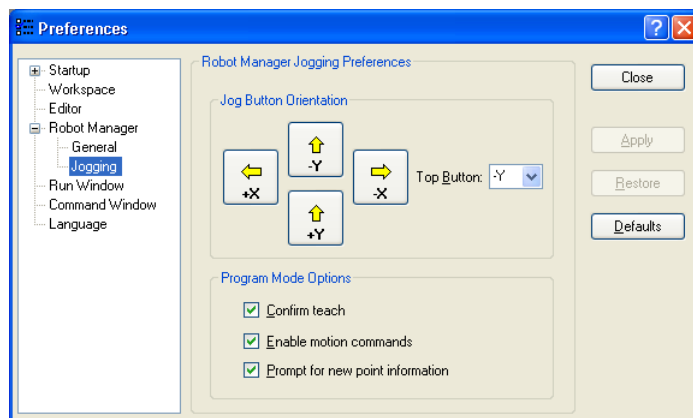 Preferences
Startup
Workspace
Editor
Robot Manager
General
Jogging
Run Window
Command Window
Language
Robot Manager Jogging Preferences
Jog Button Orientation
-Y
+X
-X
+Y
Top Button: -Y
Program Mode Options
Confirm teach
Enable motion commands
Prompt for new point information
Close
Apply
Restore
Defaults